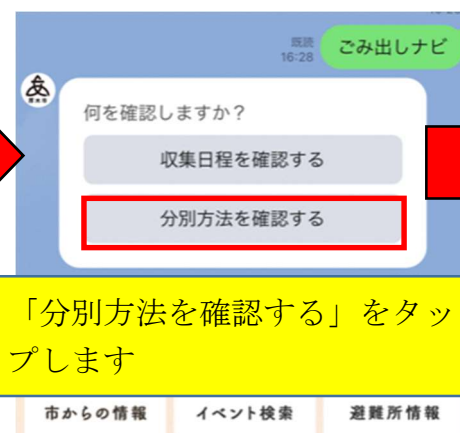 既読
16:28
ごみ出しナビ
何を確認しますか?
収集日程を確認する
分別方法を確認する
「分別方法を確認する」をタッ
プします
市からの情報 イベント検索 避難所情報